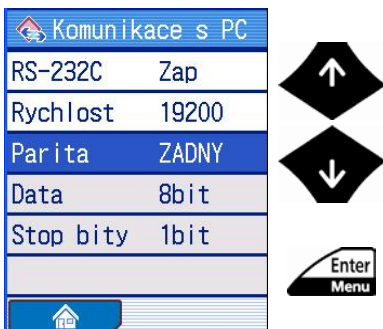 Komunikace s PC
RS-232C Zap
Rychlost 19200
Parita ZADNY
Data 8bit
Stop bity 1bit
Enter
Menu